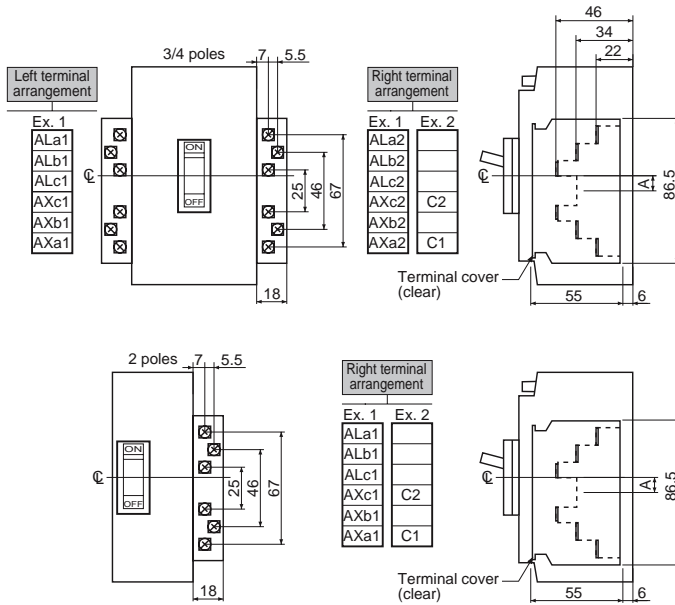 3/4 poles
7
5.5
46
34
22
Left terminal
arrangement
Ex. 1
ALa1
ALb1
ALc1
AXc1
AXb1
AXa1
ON
OFF
℄
25
46
67
18
Right terminal
arrangement
Ex. 1
Ex. 2
ALa2
ALb2
ALc2
AXc2
C2
AXb2
AXa2
C1
℄
A
86.5
Terminal cover
(clear)
55
6
2 poles
7
5.5
ON
OFF
℄
25
46
67
18
Right terminal
arrangement
Ex. 1
Ex. 2
ALa1
ALb1
ALc1
AXc1
C2
AXb1
AXa1
C1
℄
A
86.5
Terminal cover
(clear)
55
6